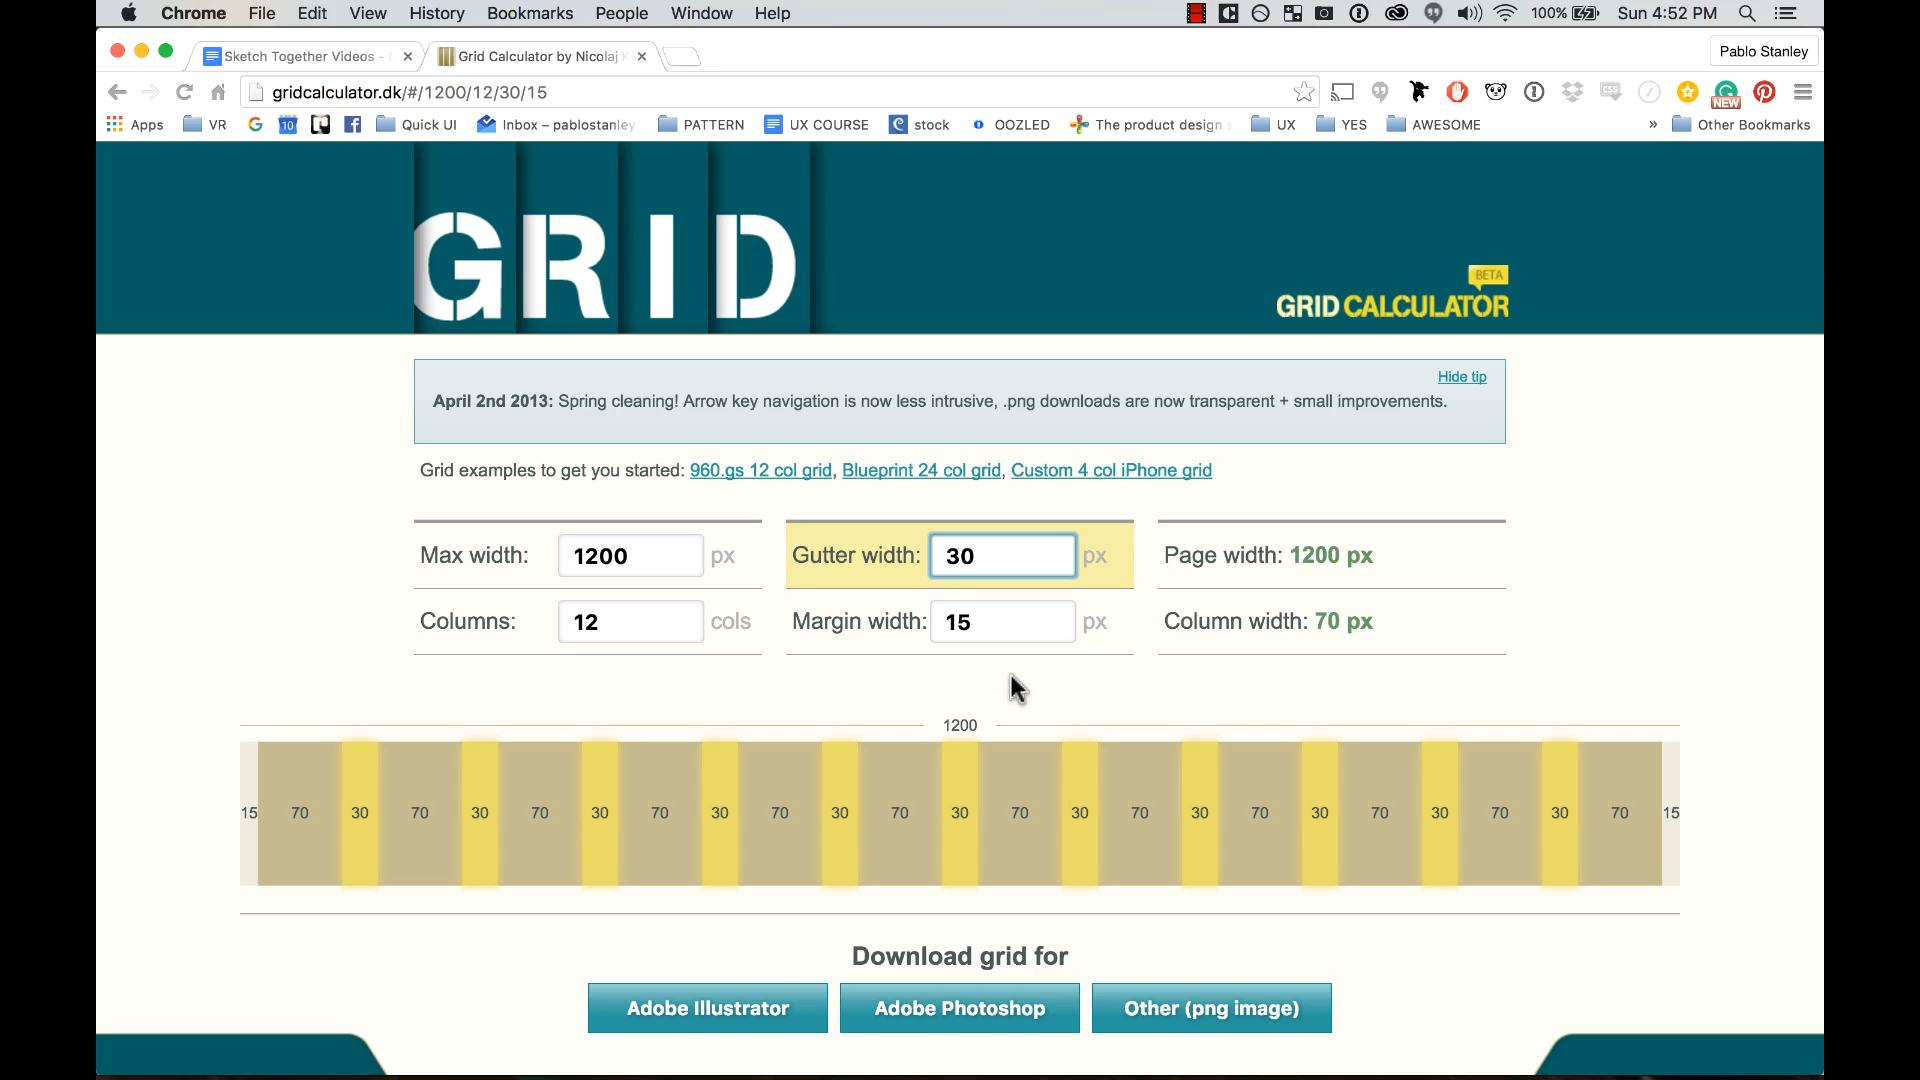 Chrome File Edit View History Bookmarks People Window Help 100% Sun 4:52 PM
Sketch Together Videos - Grid Calculator by Nicolaj Pablo Stanley
gridcalculator.dk/#/1200/12/30/15 NEW
Apps VR 10 Quick UI Inbox – pablostanley PATTERN UX COURSE stock OOZLED The product design UX YES AWESOME » Other Bookmarks
GRID
BETA
GRID CALCULATOR
Hide tip
April 2nd 2013: Spring cleaning! Arrow key navigation is now less intrusive, .png downloads are now transparent + small improvements.
Grid examples to get you started: 960.gs 12 col grid, Blueprint 24 col grid, Custom 4 col iPhone grid
Max width: 1200 px Gutter width: 30 px Page width: 1200 px
Columns: 12 cols Margin width: 15 px Column width: 70 px
1200
15 70 30 70 30 70 30 70 30 70 30 70 30 70 30 70 30 70 30 70 30 70 30 70 15
Download grid for
Adobe Illustrator Adobe Photoshop Other (png image)